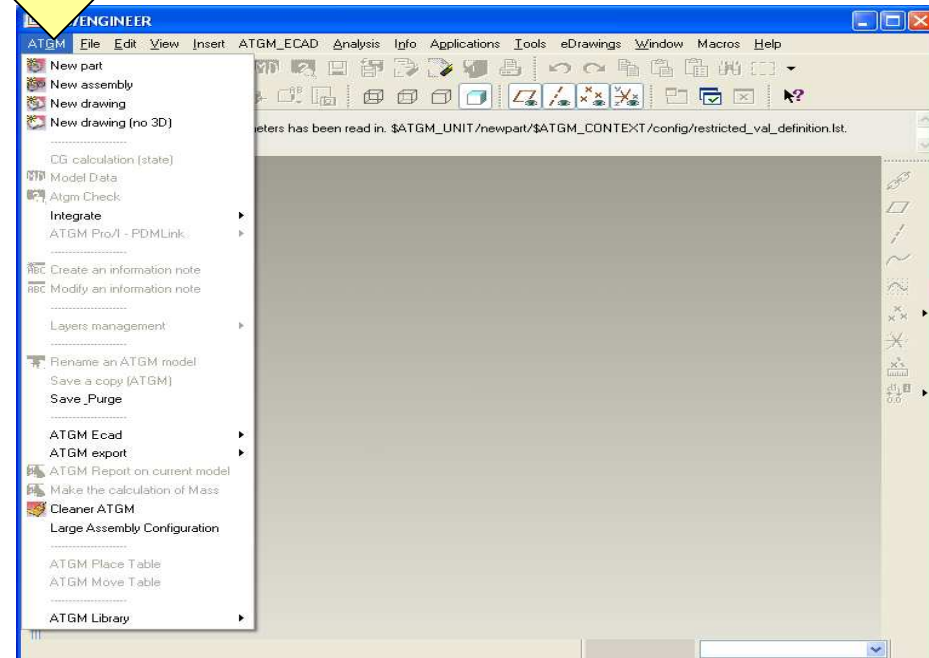 /ENGINEER
ATGM File Edit View Insert ATGM_ECAD Analysis Info Applications Tools eDrawings Window Macros Help
eters has been read in. $ATGM_UNIT/newpart/$ATGM_CONTEXT/config/restricted_val_definition.lst.
New part
New assembly
New drawing
New drawing (no 3D)
--------------------
CG calculation (state)
Model Data
Atgm Check
Integrate
ATGM Pro/I - PDMLink
--------------------
Create an information note
Modify an information note
--------------------
Layers management
--------------------
Rename an ATGM model
Save a copy (ATGM)
Save _Purge
--------------------
ATGM Ecad
ATGM export
ATGM Report on current model
Make the calculation of Mass
Cleaner ATGM
Large Assembly Configuration
--------------------
ATGM Place Table
ATGM Move Table
--------------------
ATGM Library